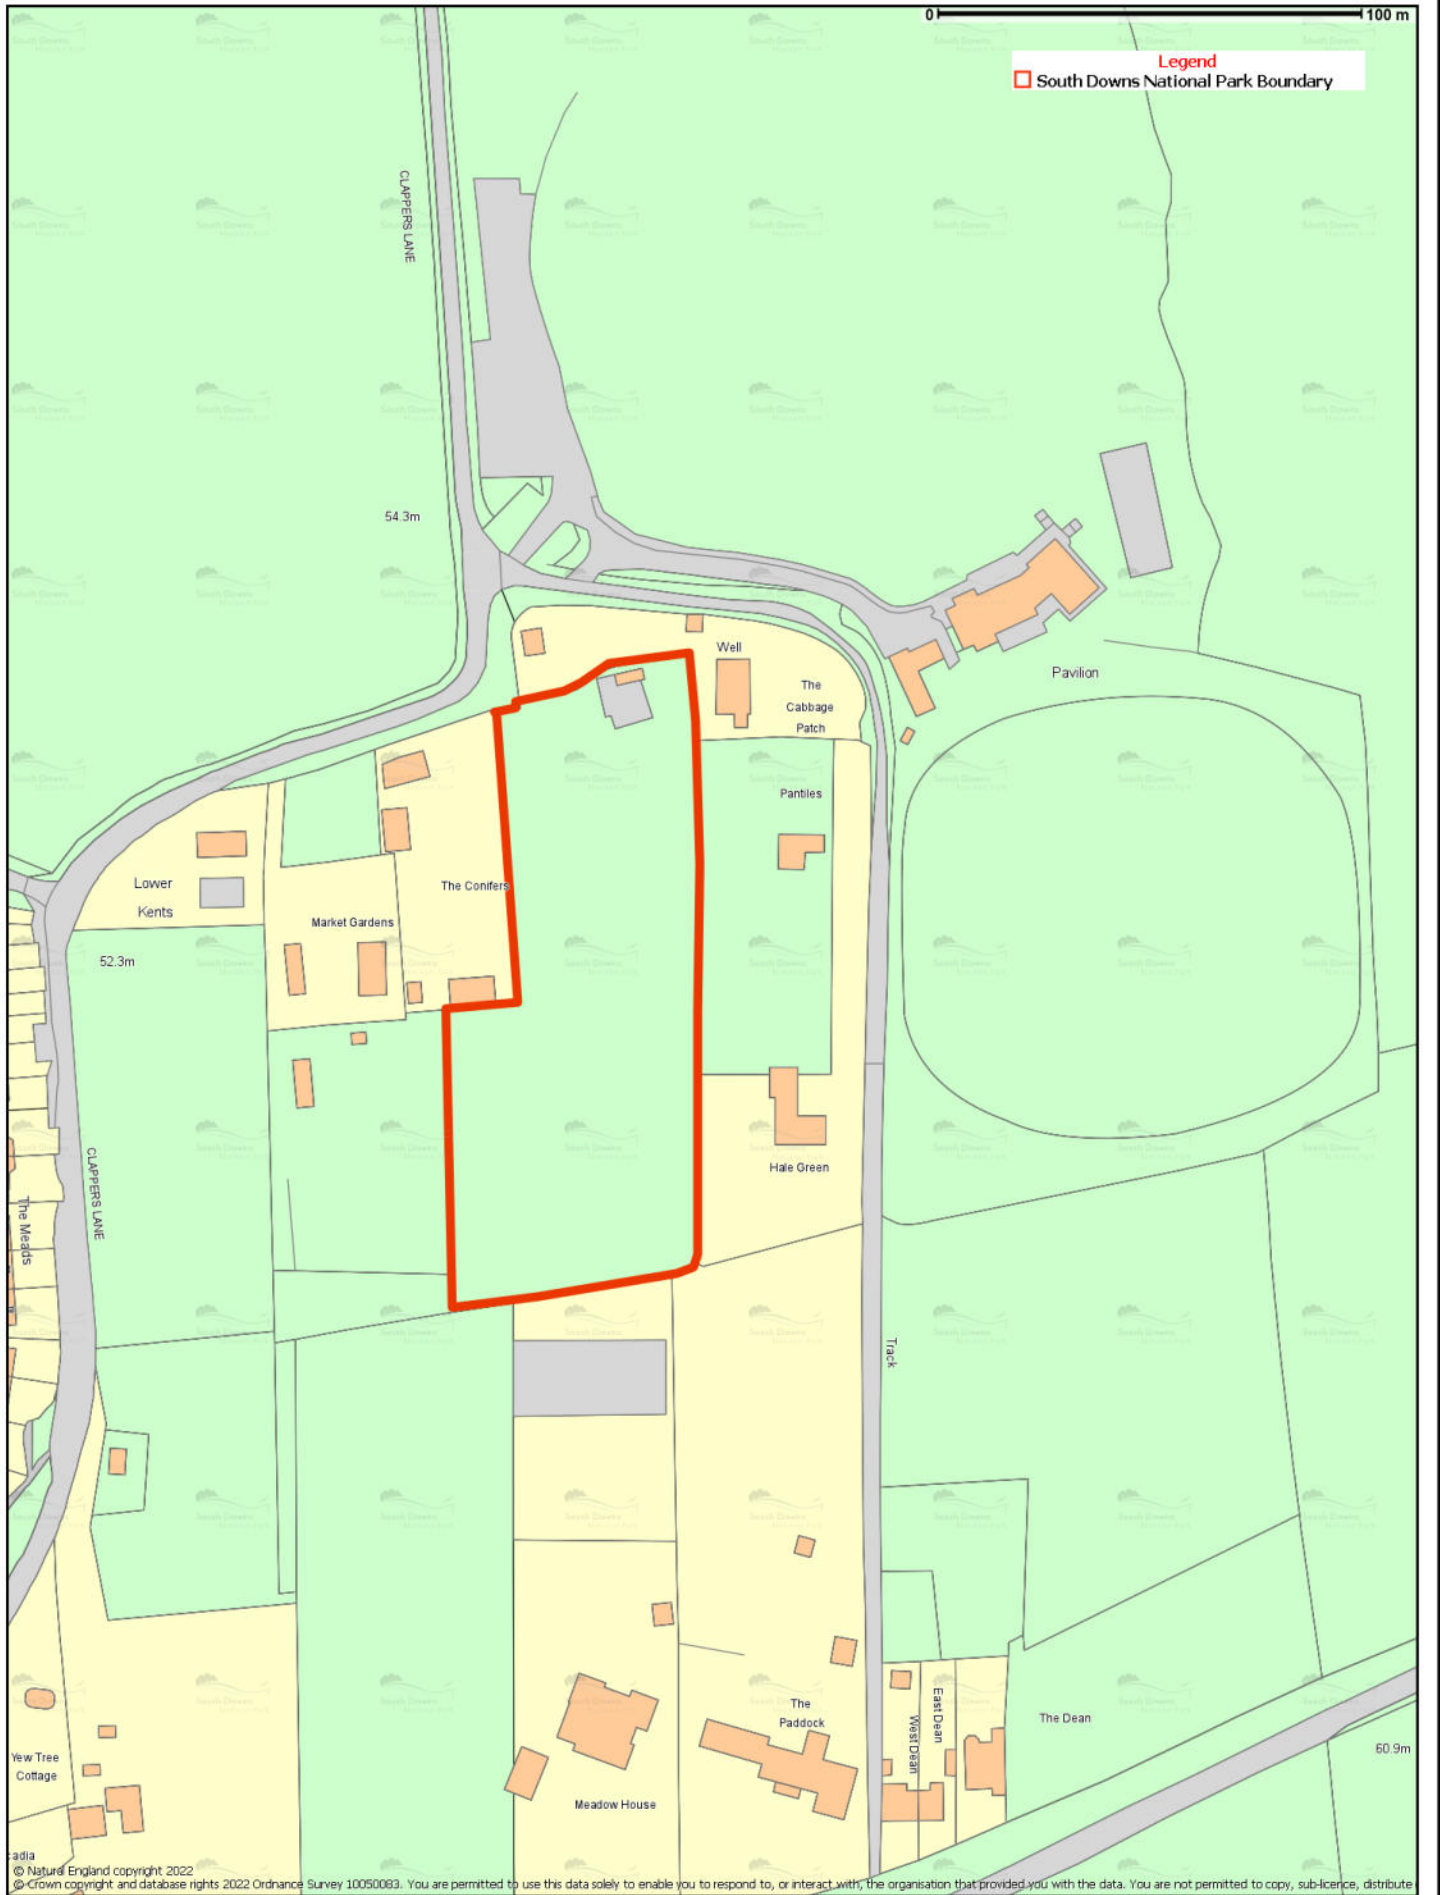 0 100 m
Legend
South Downs National Park Boundary
CLAPPERS LANE
54.3m
Well
The
Cabbage
Patch
Pavilion
Pantiles
Lower
Kents
The Conifers
Market Gardens
52.3m
Hale Green
CLAPPERS LANE
The Meads
Track
The
Paddock
East Dean
West Dean
The Dean
60.9m
Yew Tree
Cottage
Meadow House
cadia
© Natural England copyright 2022
© Crown copyright and database rights 2022 Ordnance Survey 10050083. You are permitted to use this data solely to enable you to respond to, or interact with, the organisation that provided you with the data. You are not permitted to copy, sub-licence, distribute